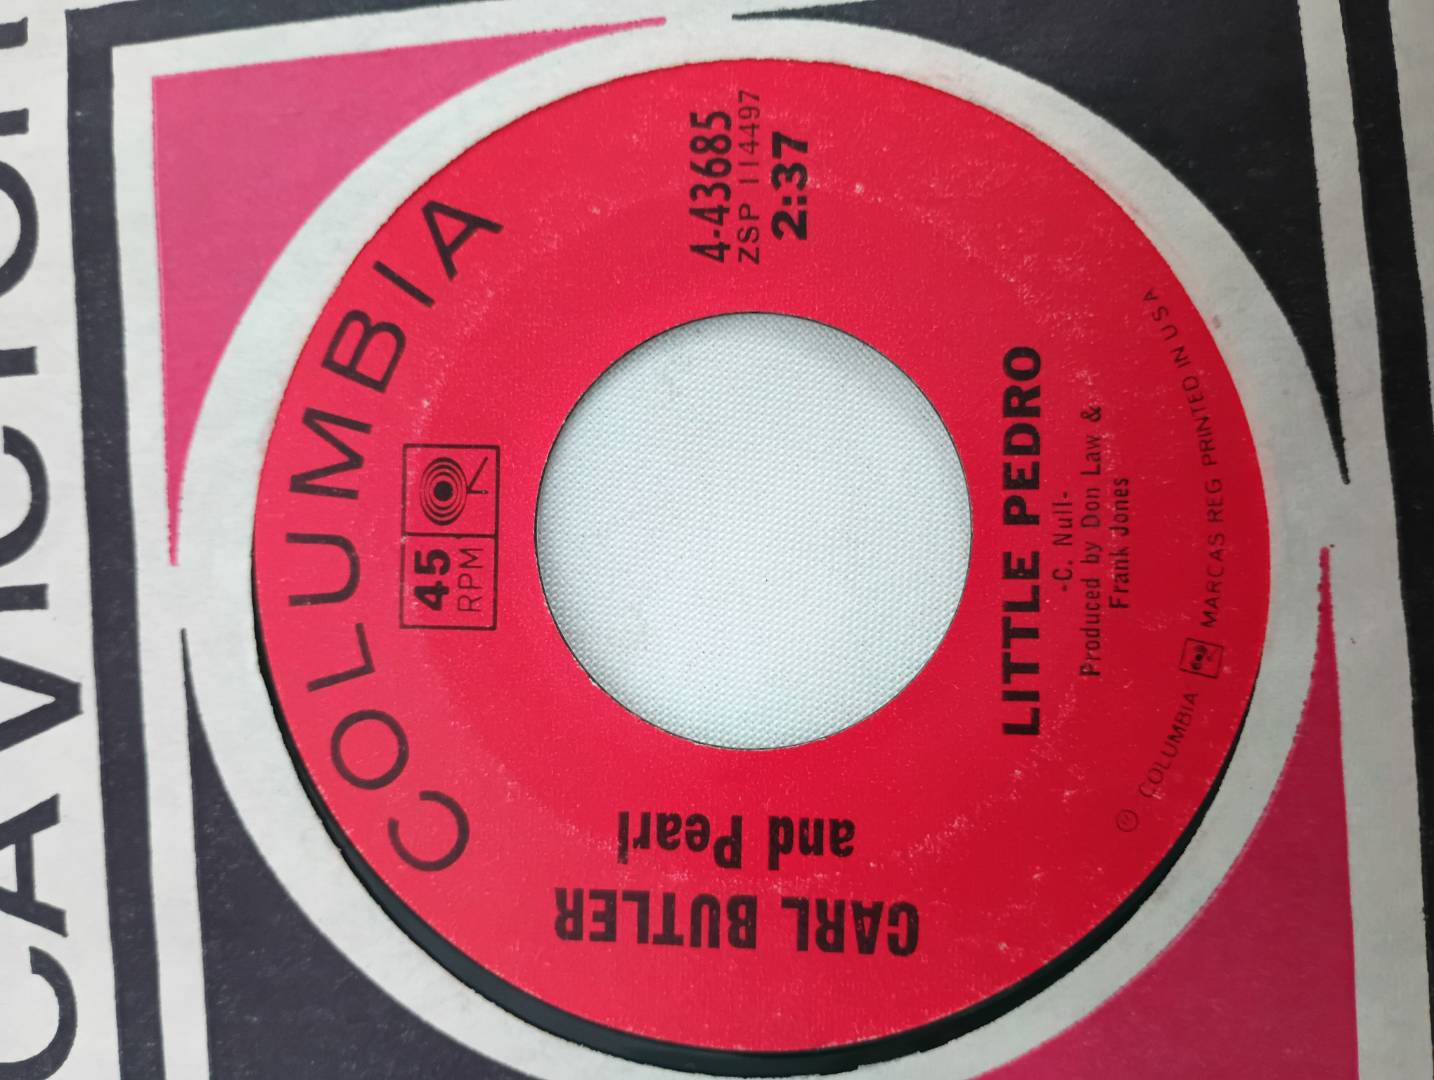 COLUMBIA
45
RPM
4-43685
ZSP 114497
2:37
CARL BUTLER
and Pearl
LITTLE PEDRO
-C. Null-
Produced by Don Law &
Frank Jones
COLUMBIA MARCAS REG PRINTED IN U S A